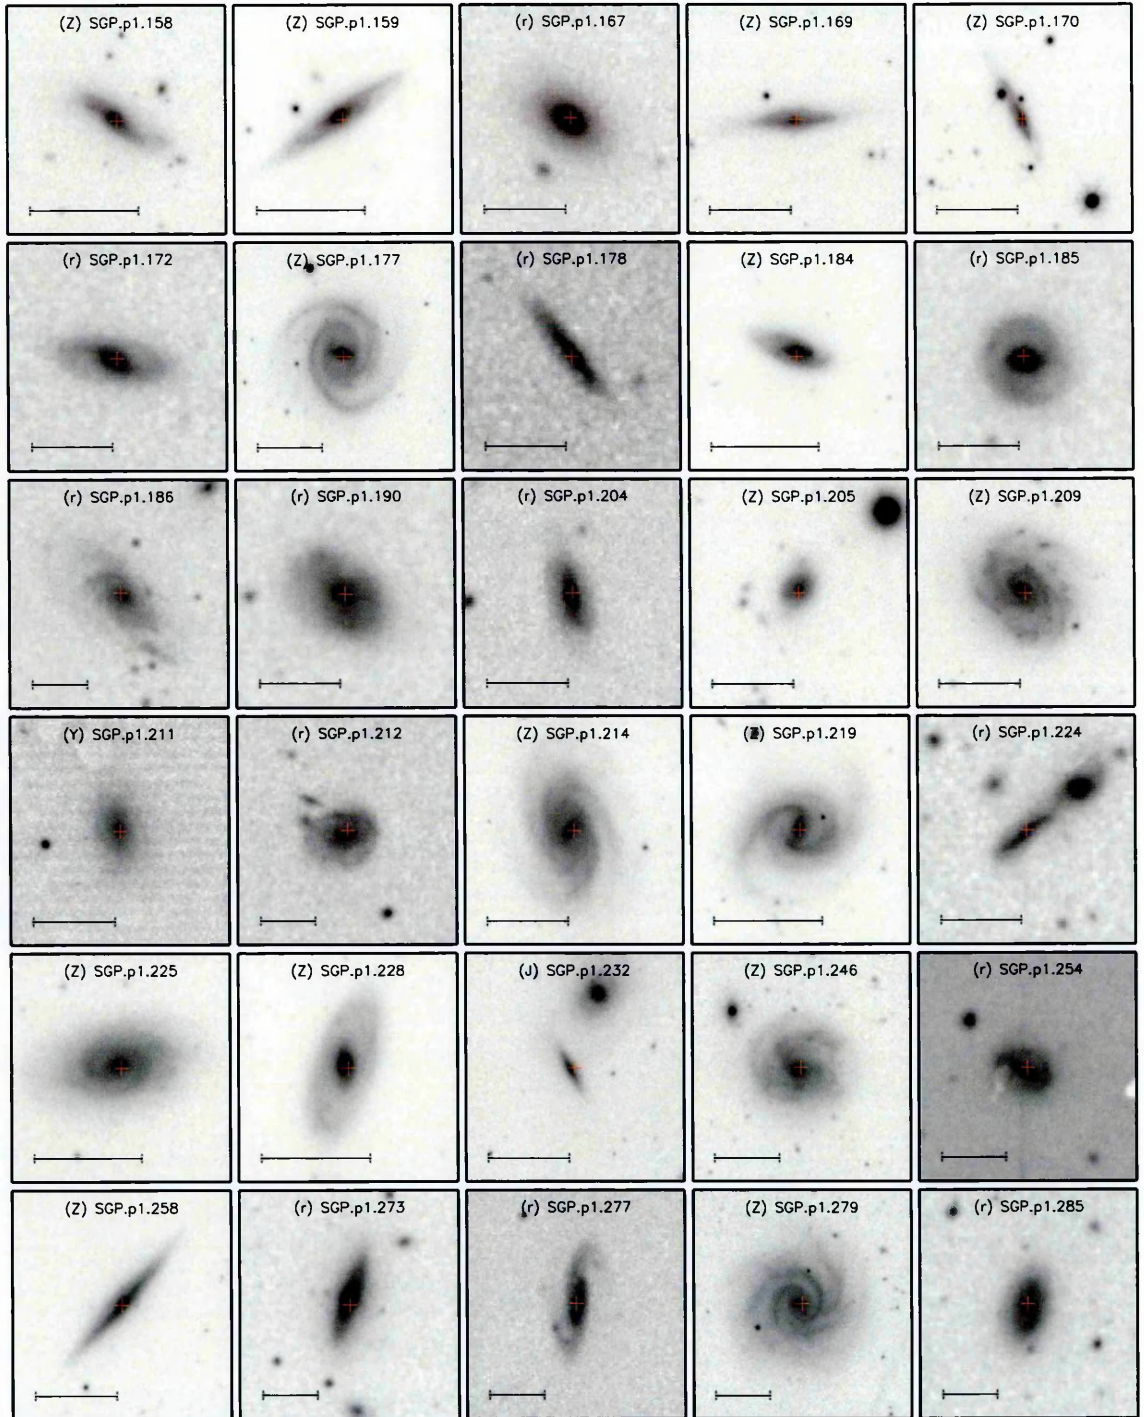 (Z) SGP.p1.158
(Z) SGP.p1.159
(r) SGP.p1.167
(Z) SGP.p1.169
(Z) SGP.p1.170
(r) SGP.p1.172
(Z) SGP.p1.177
(r) SGP.p1.178
(Z) SGP.p1.184
(r) SGP.p1.185
(r) SGP.p1.186
(r) SGP.p1.190
(r) SGP.p1.204
(Z) SGP.p1.205
(Z) SGP.p1.209
(Y) SGP.p1.211
(r) SGP.p1.212
(Z) SGP.p1.214
SGP.p1.219
(r) SGP.p1.224
(Z) SGP.p1.225
(Z) SGP.p1.228
(J) SGP.p1.232
(Z) SGP.p1.246
(r) SGP.p1.254
(Z) SGP.p1.258
(r) SGP.p1.273
(r) SGP.p1.277
(Z) SGP.p1.279
(r) SGP.p1.285